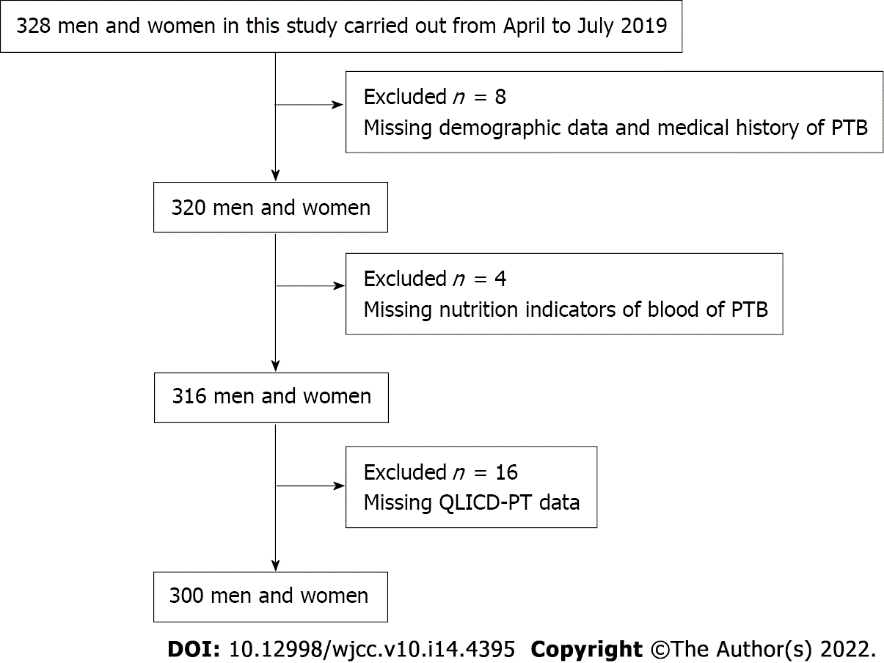 328 men and women in this study carried out from April to July 2019
Excluded n = 8
Missing demographic data and medical history of PTB
320 men and women
Excluded n = 4
Missing nutrition indicators of blood of PTB
316 men and women
Excluded n = 16
Missing QLICD-PT data
300 men and women
DOI: 10.12998/wjcc.v10.i14.4395 Copyright ©The Author(s) 2022.